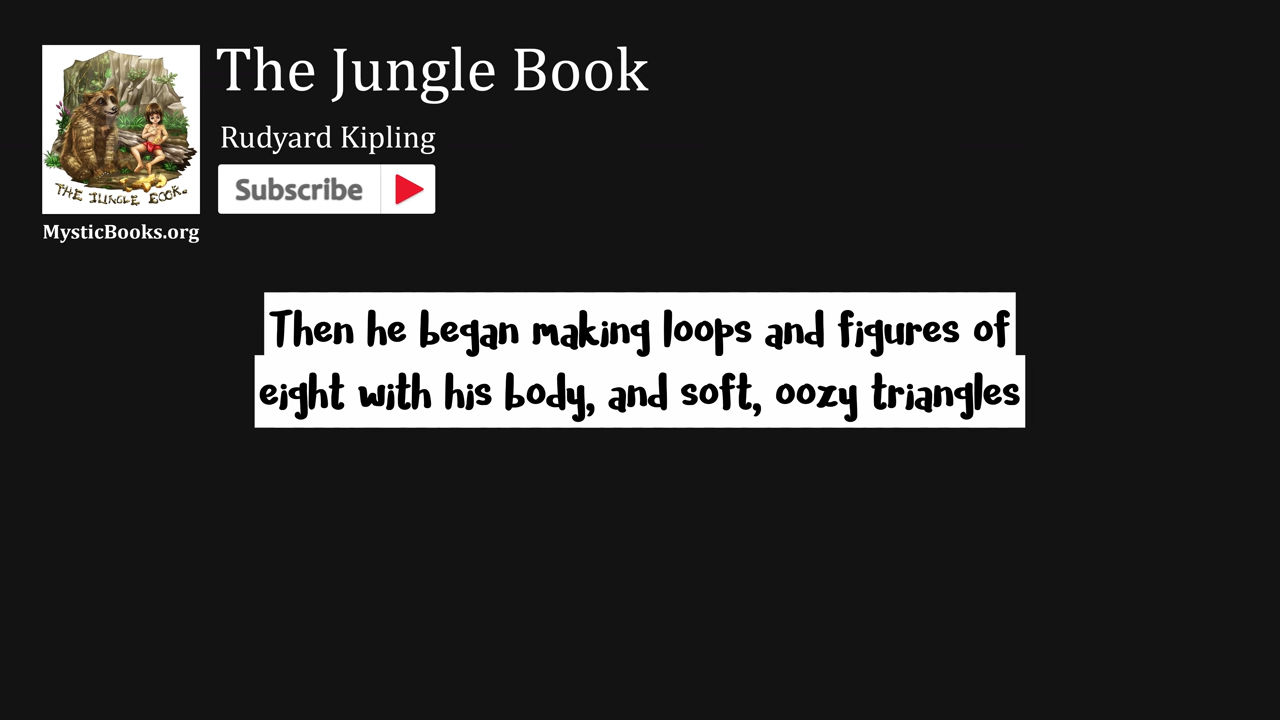 The Jungle Book
Rudyard Kipling
Subscribe
THE JUNGLE BOOK.
MysticBooks.org
Then he began making loops and figures of
eight with his body, and soft, oozy triangles